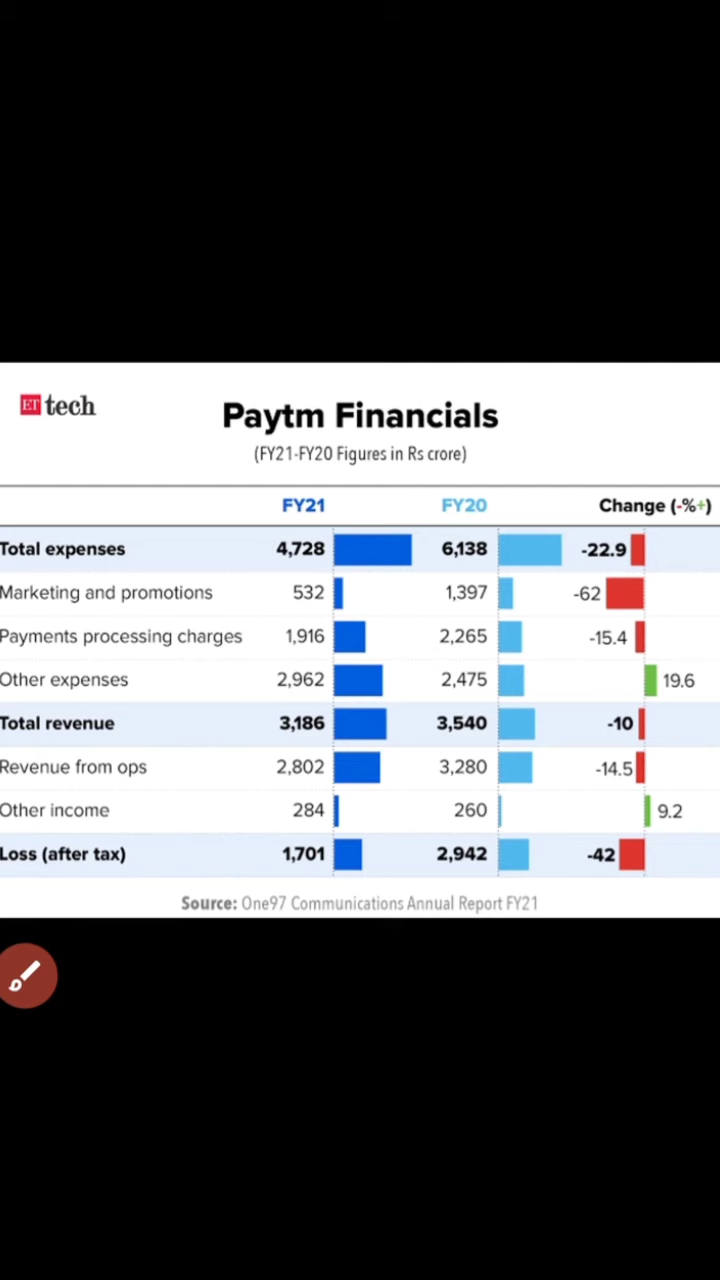 ET tech
Paytm Financials
(FY21-FY20 Figures in Rs crore)
FY21 FY20 Change (-%+)
Total expenses 4,728 6,138 -22.9
Marketing and promotions 532 1,397 -62
Payments processing charges 1,916 2,265 -15.4
Other expenses 2,962 2,475 19.6
Total revenue 3,186 3,540 -10
Revenue from ops 2,802 3,280 -14.5
Other income 284 260 9.2
Loss (after tax) 1,701 2,942 -42
Source: One97 Communications Annual Report FY21